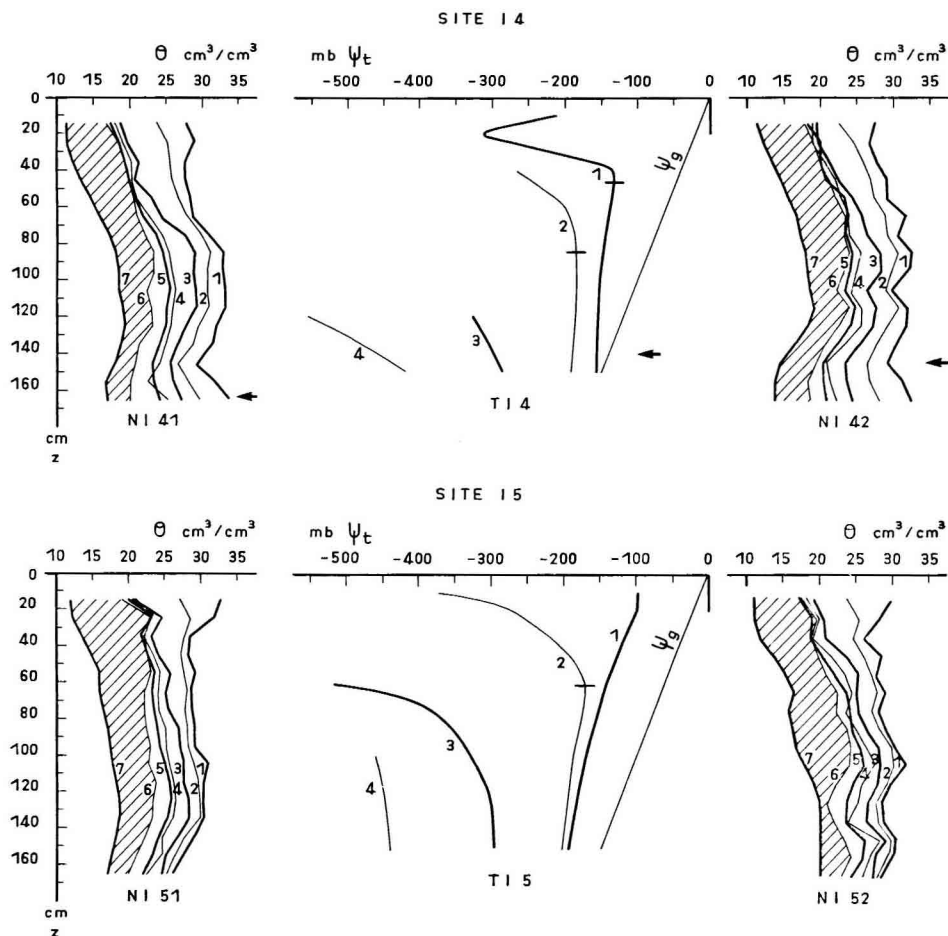 SITE I4
θ cm³/cm³
mb Ψt
θ cm³/cm³
10 15 20 25 30 35
-500 -400 -300 -200 -100 0
10 15 20 25 30 35
0
20
40
60
80
100
120
140
160
cm
z
7 6 5 4 3 2 1
NI 41
1
2
3
4
Ψg
TI 4
7 6 5 4 3 2 1
NI 42
SITE I5
θ cm³/cm³
mb Ψt
θ cm³/cm³
10 15 20 25 30 35
-500 -400 -300 -200 -100 0
10 15 20 25 30 35
0
20
40
60
80
100
120
140
160
cm
z
7 6 5 4 3 2 1
NI 51
1
2
3
4
Ψg
TI 5
7 6 5 4 3 2 1
NI 52